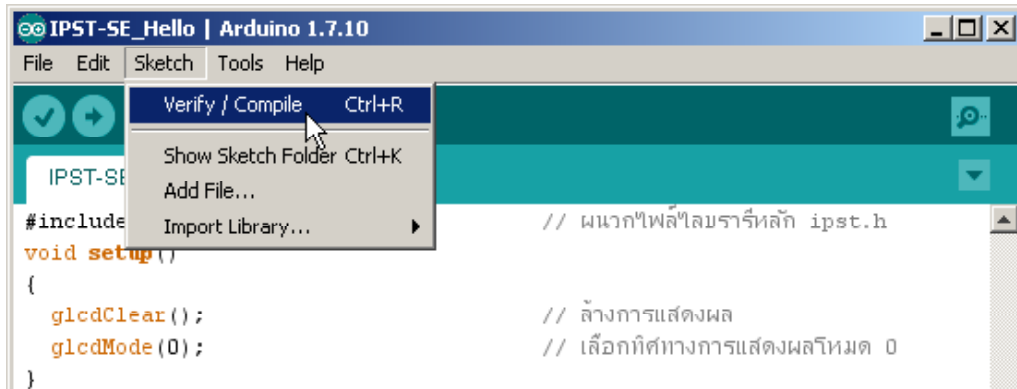 IPST-SE_Hello | Arduino 1.7.10
File Edit Sketch Tools Help
Verify / Compile Ctrl+R
Show Sketch Folder Ctrl+K
IPST-SE
Add File...
Import Library...
#include // ผนวกไฟล์ไลบรารีหลัก ipst.h
void setup()
{
glcdClear(); // ล้างการแสดงผล
glcdMode(0); // เลือกทิศทางการแสดงผลโหมด 0
}